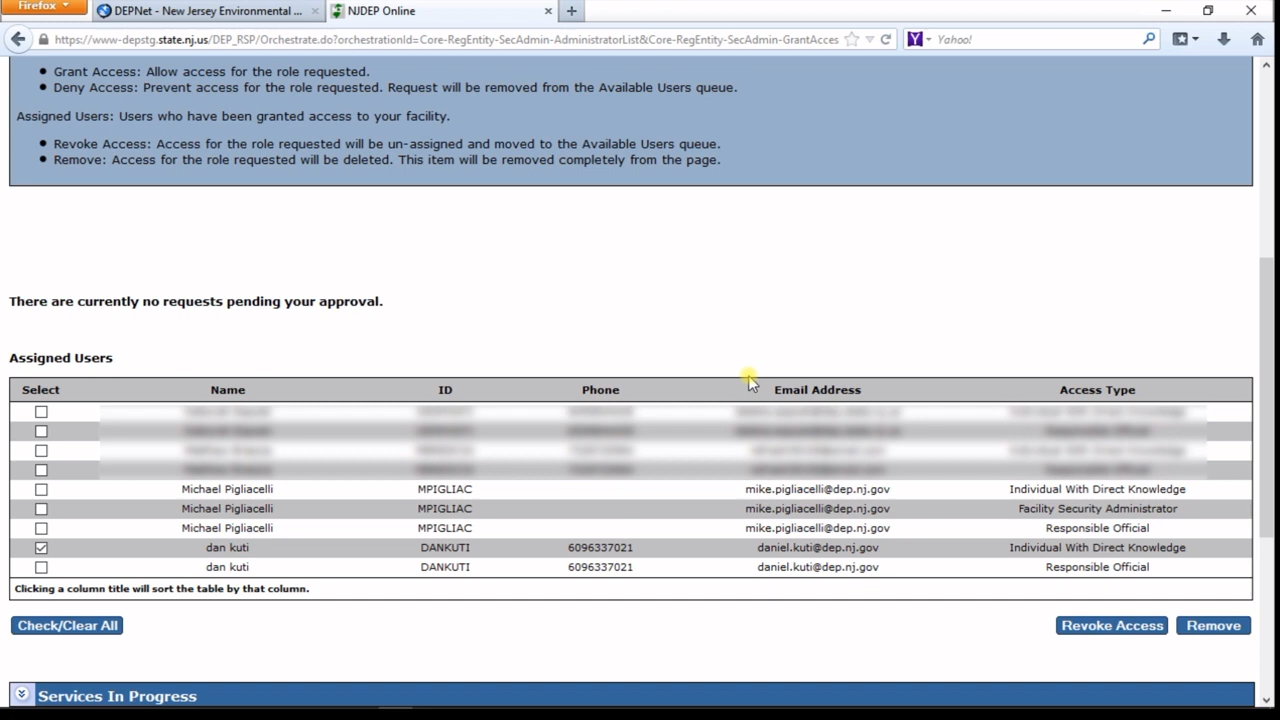 Firefox
DEPNet - New Jersey Environmental ...
NJDEP Online
https://www-depstg.state.nj.us/DEP_RSP/Orchestrate.do?orchestrationId=Core-RegEntity-SecAdmin-AdministratorList&Core-RegEntity-SecAdmin-GrantAcces
Yahoo!
Grant Access: Allow access for the role requested.
Deny Access: Prevent access for the role requested. Request will be removed from the Available Users queue.
Assigned Users: Users who have been granted access to your facility.
Revoke Access: Access for the role requested will be un-assigned and moved to the Available Users queue.
Remove: Access for the role requested will be deleted. This item will be removed completely from the page.
There are currently no requests pending your approval.
Assigned Users
Select Name ID Phone Email Address Access Type
Michael Pigliacelli MPIGLIAC mike.pigliacelli@dep.nj.gov Individual With Direct Knowledge
Michael Pigliacelli MPIGLIAC mike.pigliacelli@dep.nj.gov Facility Security Administrator
Michael Pigliacelli MPIGLIAC mike.pigliacelli@dep.nj.gov Responsible Official
dan kuti DANKUTI 6096337021 daniel.kuti@dep.nj.gov Individual With Direct Knowledge
dan kuti DANKUTI 6096337021 daniel.kuti@dep.nj.gov Responsible Official
Clicking a column title will sort the table by that column.
Check/Clear All Revoke Access Remove
Services In Progress